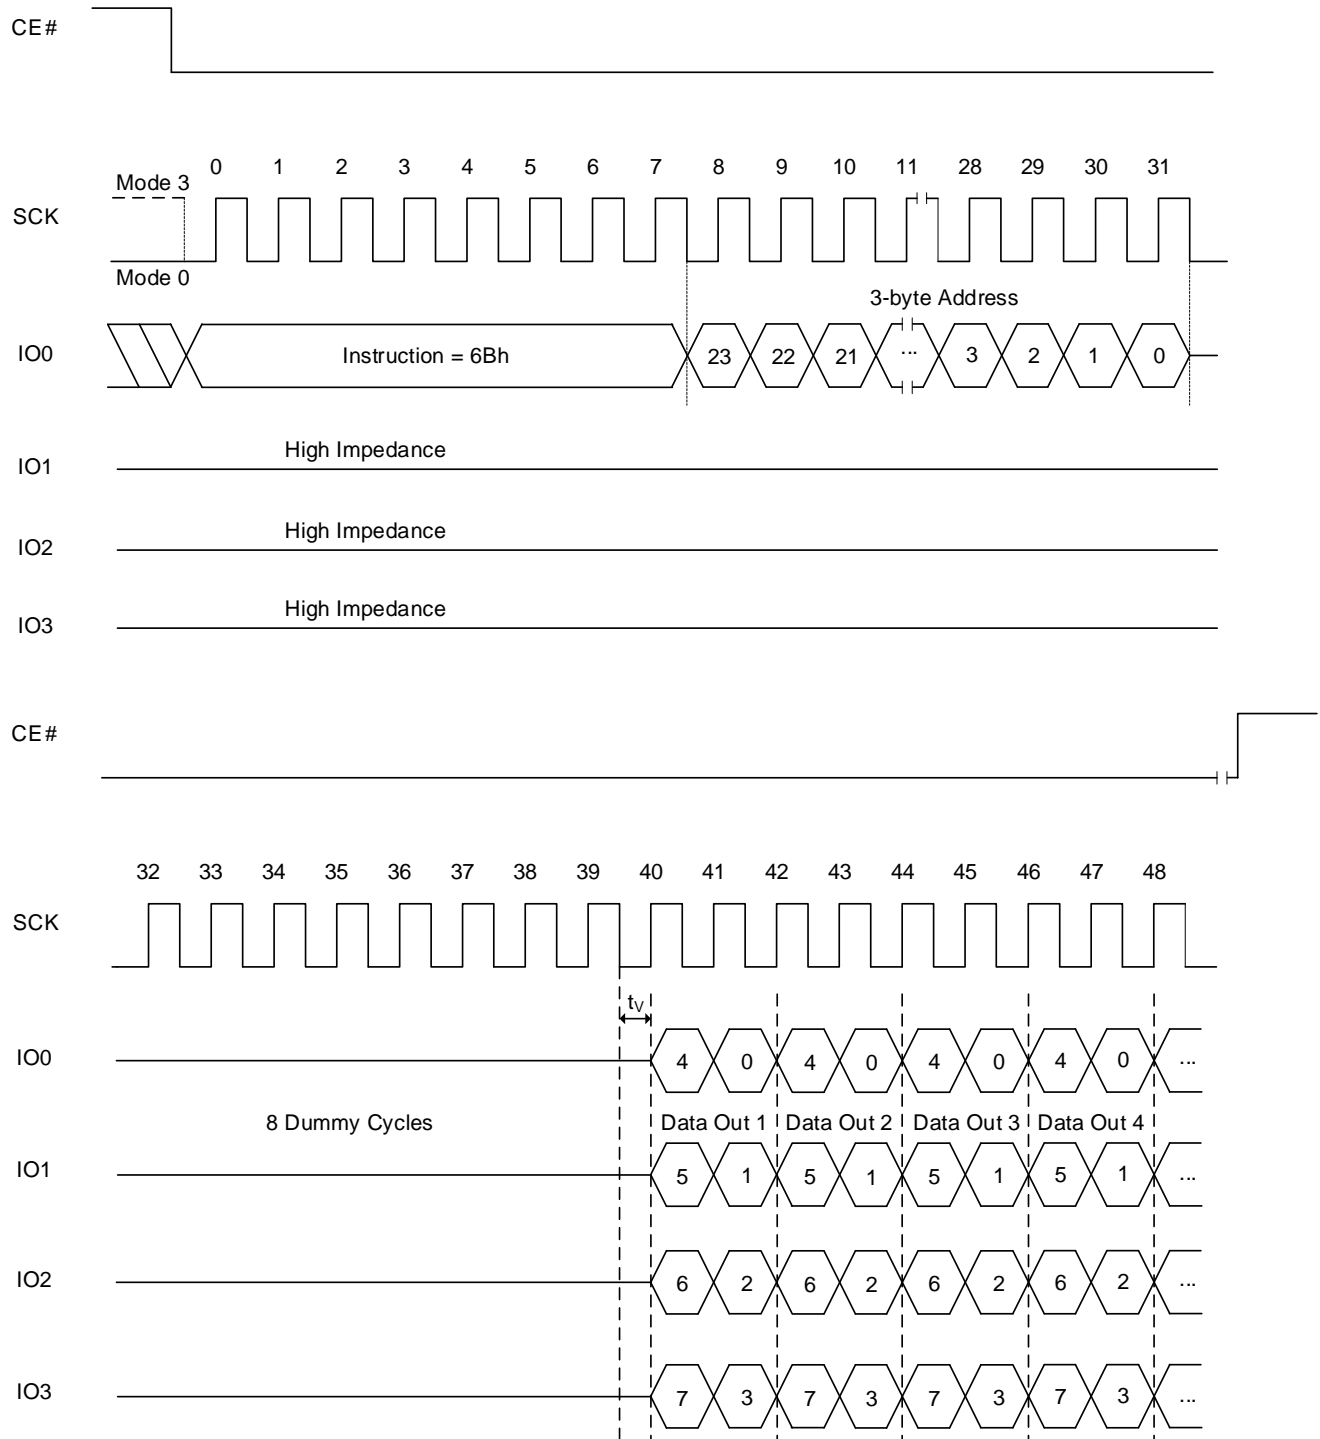 CE#
0 1 2 3 4 5 6 7 8 9 10 11 28 29 30 31
Mode 3
SCK
Mode 0
3-byte Address
IO0 Instruction = 6Bh 23 22 21 ... 3 2 1 0
High Impedance
IO1
High Impedance
IO2
High Impedance
IO3
CE#
32 33 34 35 36 37 38 39 40 41 42 43 44 45 46 47 48
SCK
tV
IO0 4 0 4 0 4 0 4 0 ...
8 Dummy Cycles Data Out 1 Data Out 2 Data Out 3 Data Out 4
IO1 5 1 5 1 5 1 5 1 ...
IO2 6 2 6 2 6 2 6 2 ...
IO3 7 3 7 3 7 3 7 3 ...